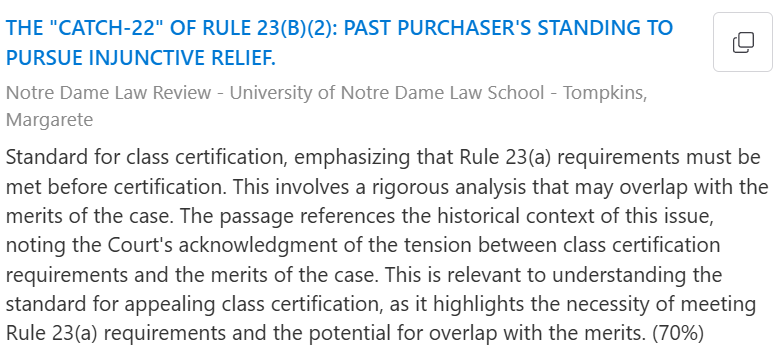 THE "CATCH-22" OF RULE 23(B)(2): PAST PURCHASER'S STANDING TO
PURSUE INJUNCTIVE RELIEF.
Notre Dame Law Review - University of Notre Dame Law School - Tompkins,
Margarete
Standard for class certification, emphasizing that Rule 23(a) requirements must be
met before certification. This involves a rigorous analysis that may overlap with the
merits of the case. The passage references the historical context of this issue,
noting the Court's acknowledgment of the tension between class certification
requirements and the merits of the case. This is relevant to understanding the
standard for appealing class certification, as it highlights the necessity of meeting
Rule 23(a) requirements and the potential for overlap with the merits. (70%)